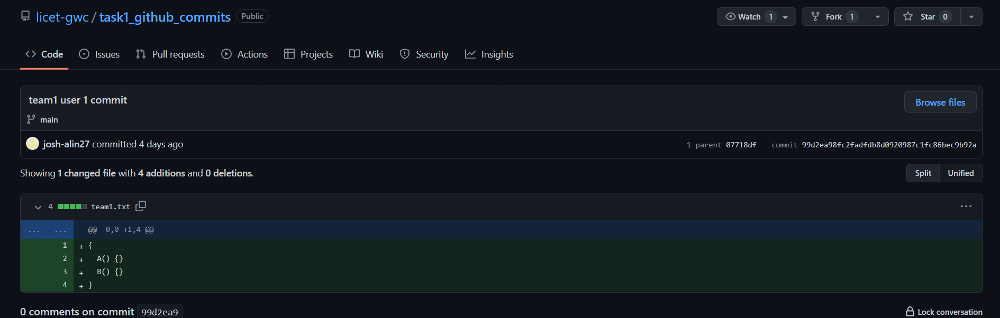 licet-gwc / task1_github_commits Public Watch 1 Fork 1 Star 0
Code Issues Pull requests Actions Projects Wiki Security Insights
team1 user 1 commit
Browse files
main
josh-alin27 committed 4 days ago 1 parent 07718df commit 99d2ea98fc2fadfdb8d0920987c1fc86bec9b92a
Showing 1 changed file with 4 additions and 0 deletions. Split Unified
4 team1.txt ...
... ... @@ -0,0 +1,4 @@
1 + {
2 + A() {}
3 + B() {}
4 + }
0 comments on commit 99d2ea9 Lock conversation